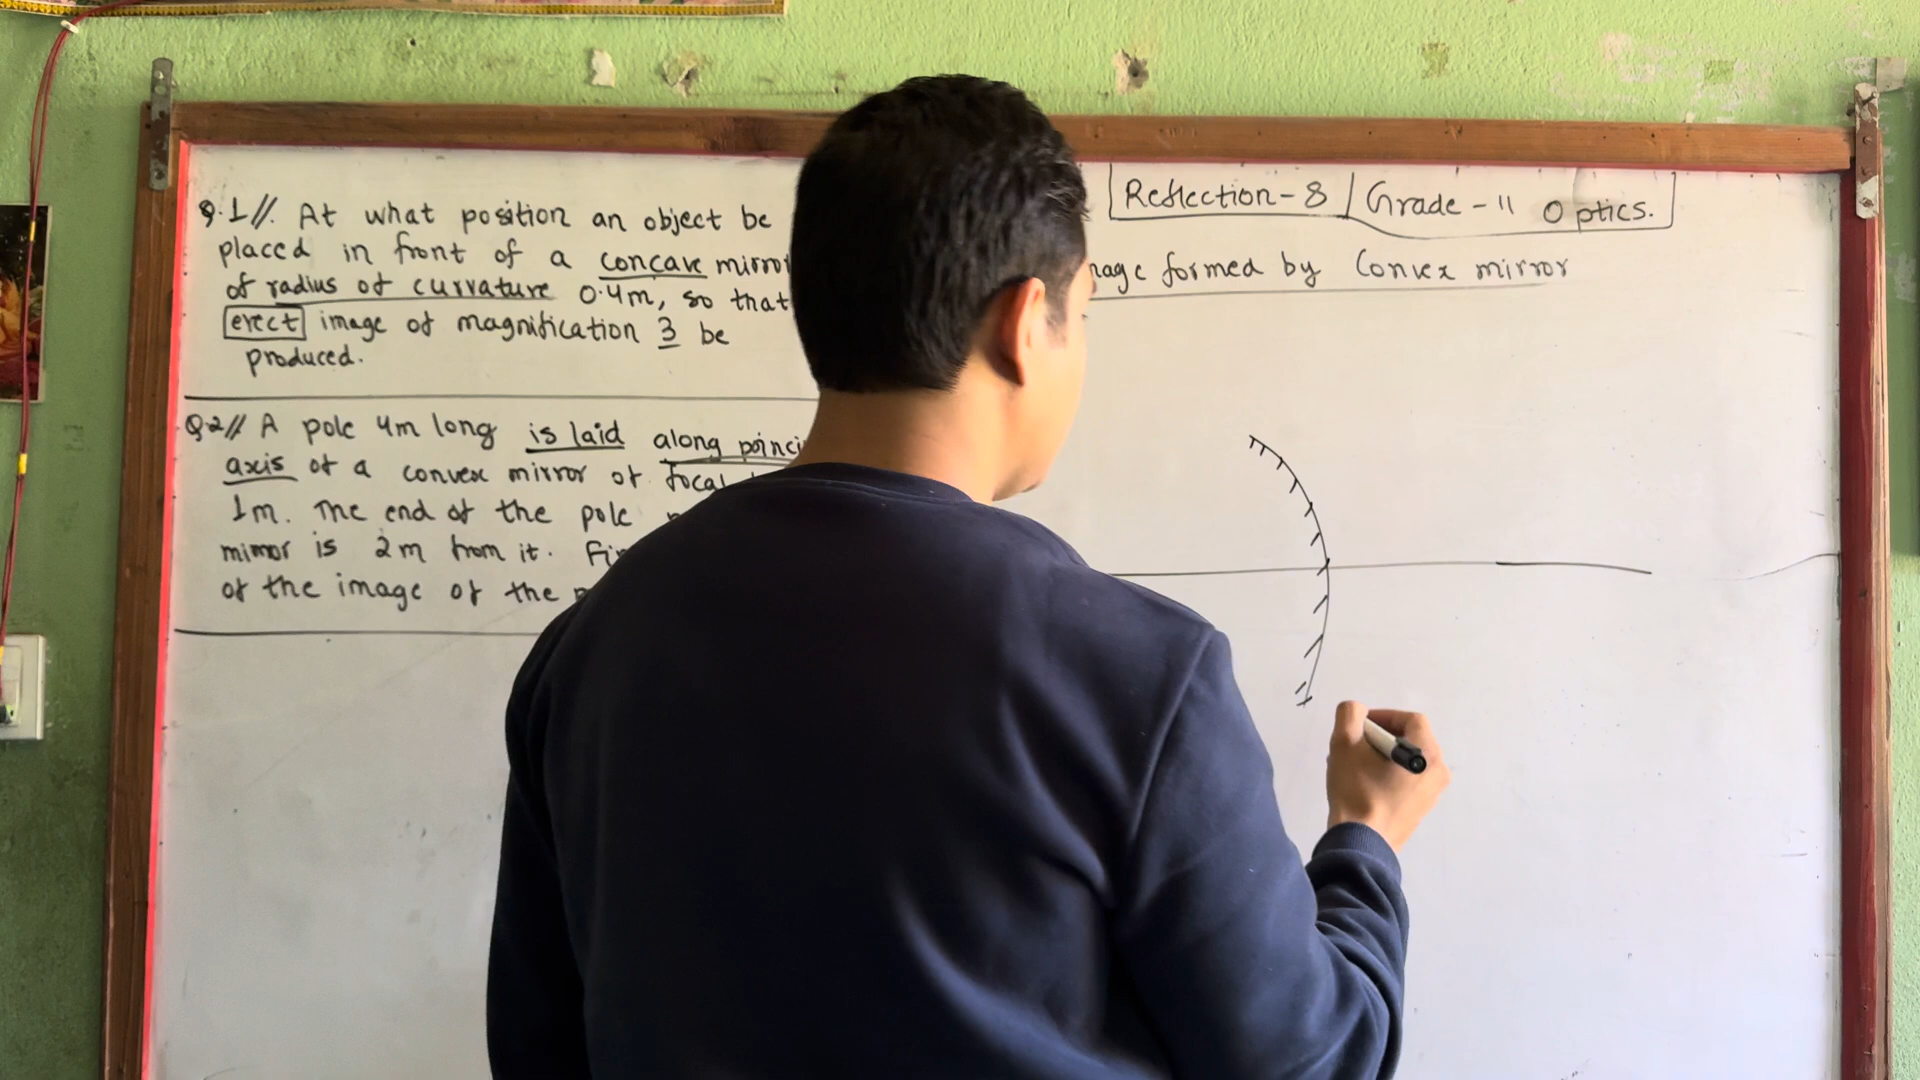 Q.1//. At what position an object be
placed in front of a concave mirror
of radius of curvature 0.4m, so that
erect image of magnification 3 be
produced.
Q.2// A pole 4m long is laid along
axis of a convex mirror of focal
1m. The end of the pole
mirror is 2m from it.
of the image of the
Reflection-8 Grade-11 Optics.
formed by Convex mirror